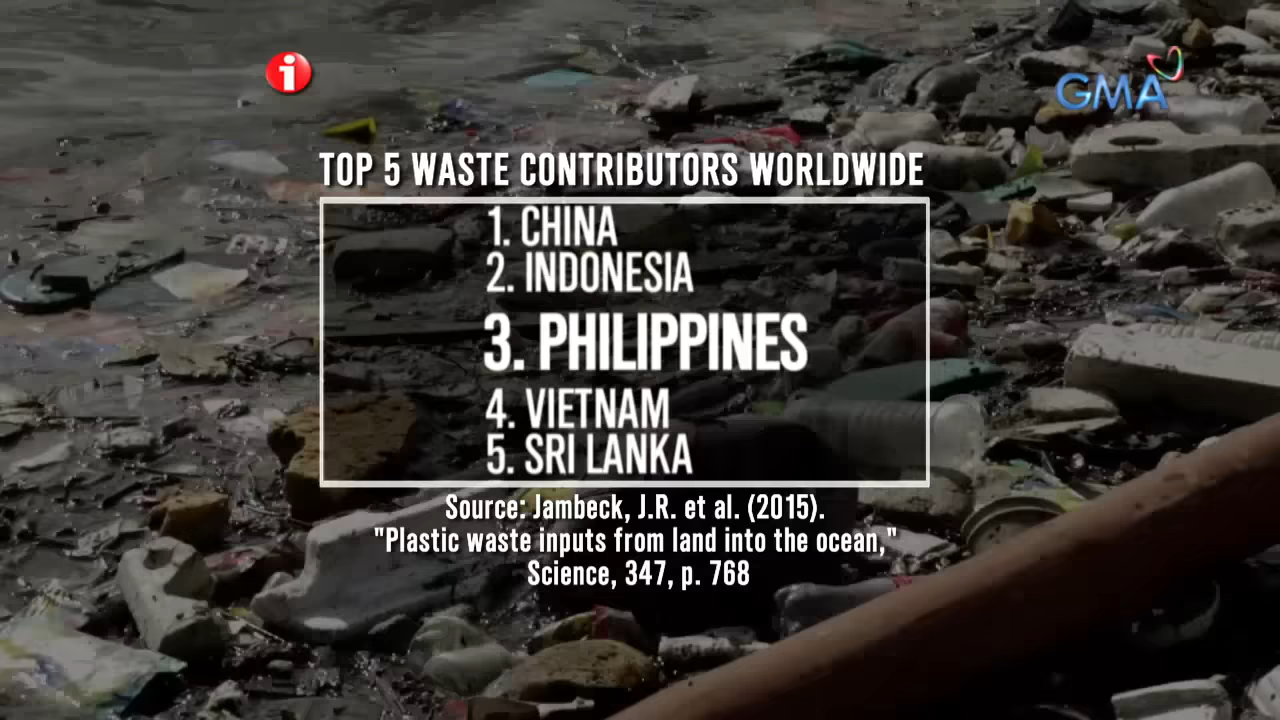 i
GMA
TOP 5 WASTE CONTRIBUTORS WORLDWIDE
1. CHINA
2. INDONESIA
3. PHILIPPINES
4. VIETNAM
5. SRI LANKA
Source: Jambeck, J.R. et al. (2015).
"Plastic waste inputs from land into the ocean,"
Science, 347, p. 768